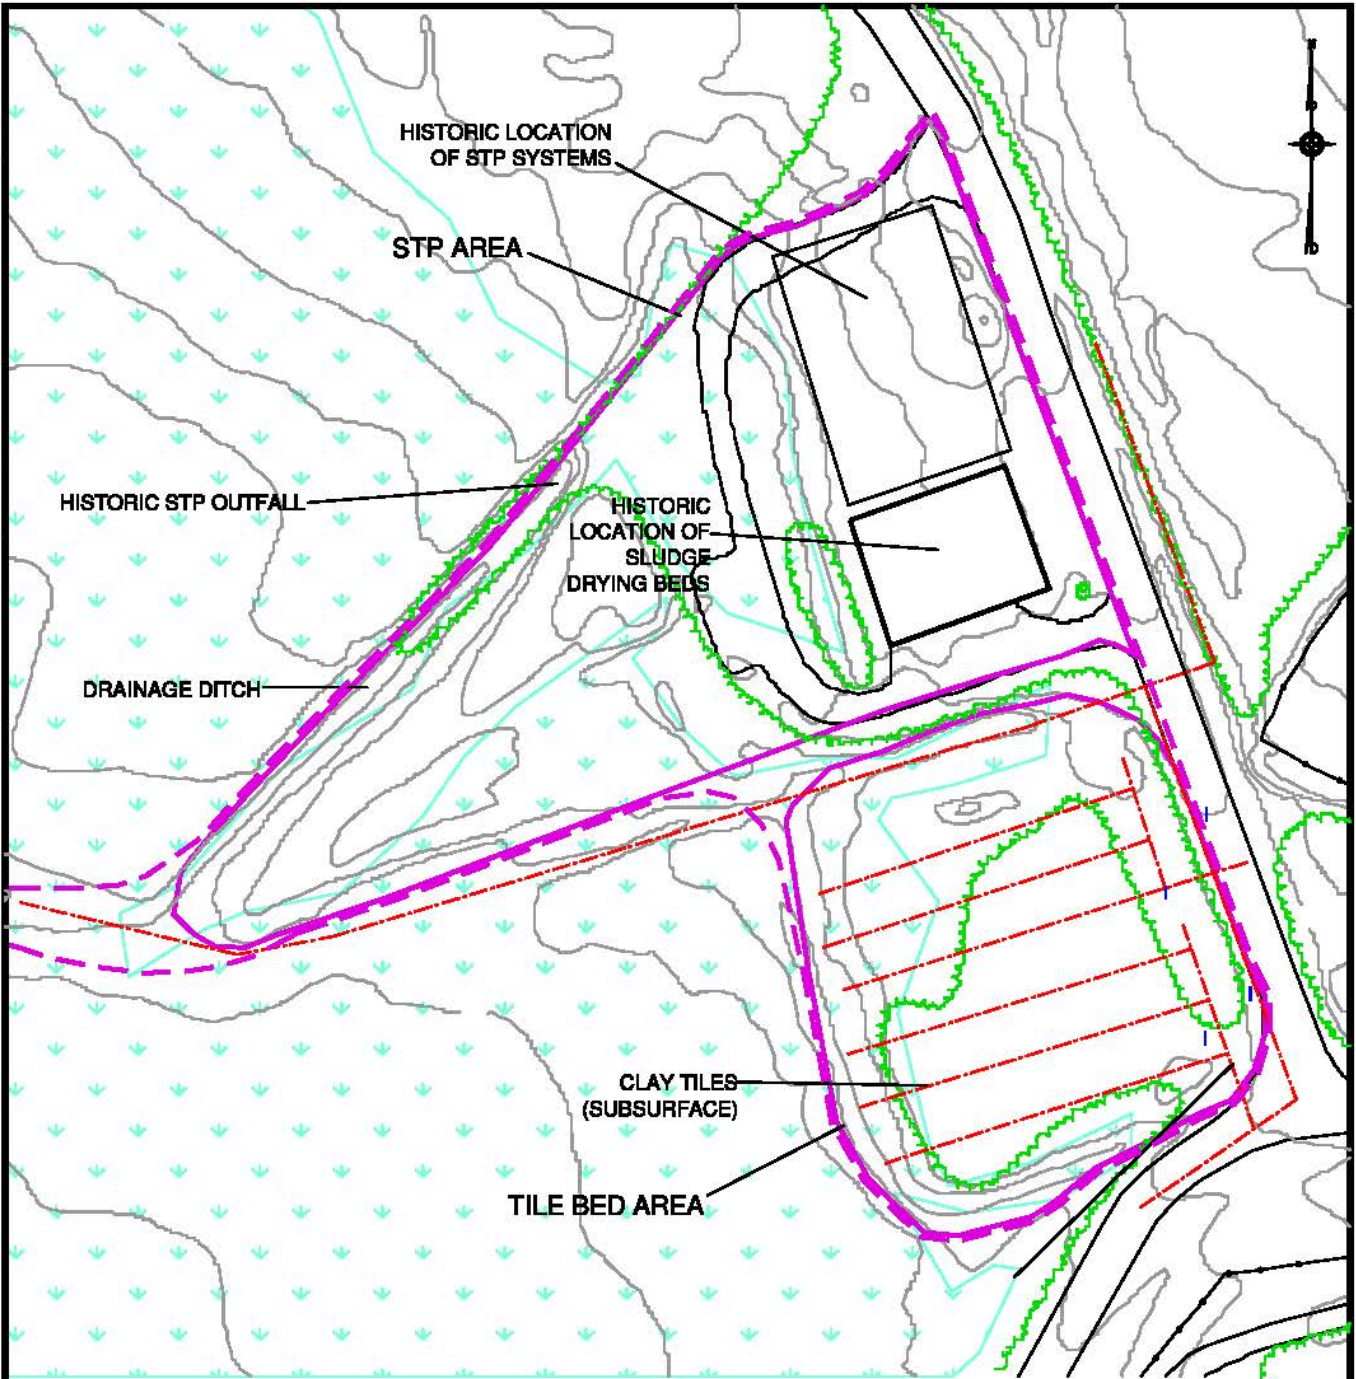 HISTORIC LOCATION
OF STP SYSTEMS
STP AREA
HISTORIC STP OUTFALL
HISTORIC
LOCATION OF
SLUDGE
DRYING BEDS
DRAINAGE DITCH
CLAY TILES
(SUBSURFACE)
TILE BED AREA